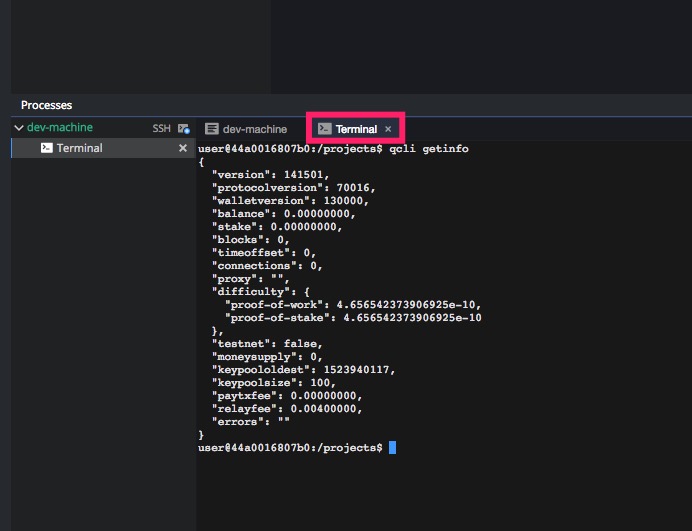 Processes
dev-machine SSH
Terminal ×
dev-machine
Terminal ×
user@44a0016807b0:/projects$ qcli getinfo
{
  "version": 141501,
  "protocolversion": 70016,
  "walletversion": 130000,
  "balance": 0.00000000,
  "stake": 0.00000000,
  "blocks": 0,
  "timeoffset": 0,
  "connections": 0,
  "proxy": "",
  "difficulty": {
    "proof-of-work": 4.656542373906925e-10,
    "proof-of-stake": 4.656542373906925e-10
  },
  "testnet": false,
  "moneysupply": 0,
  "keypoololdest": 1523940117,
  "keypoolsize": 100,
  "paytxfee": 0.00000000,
  "relayfee": 0.00400000,
  "errors": ""
}
user@44a0016807b0:/projects$